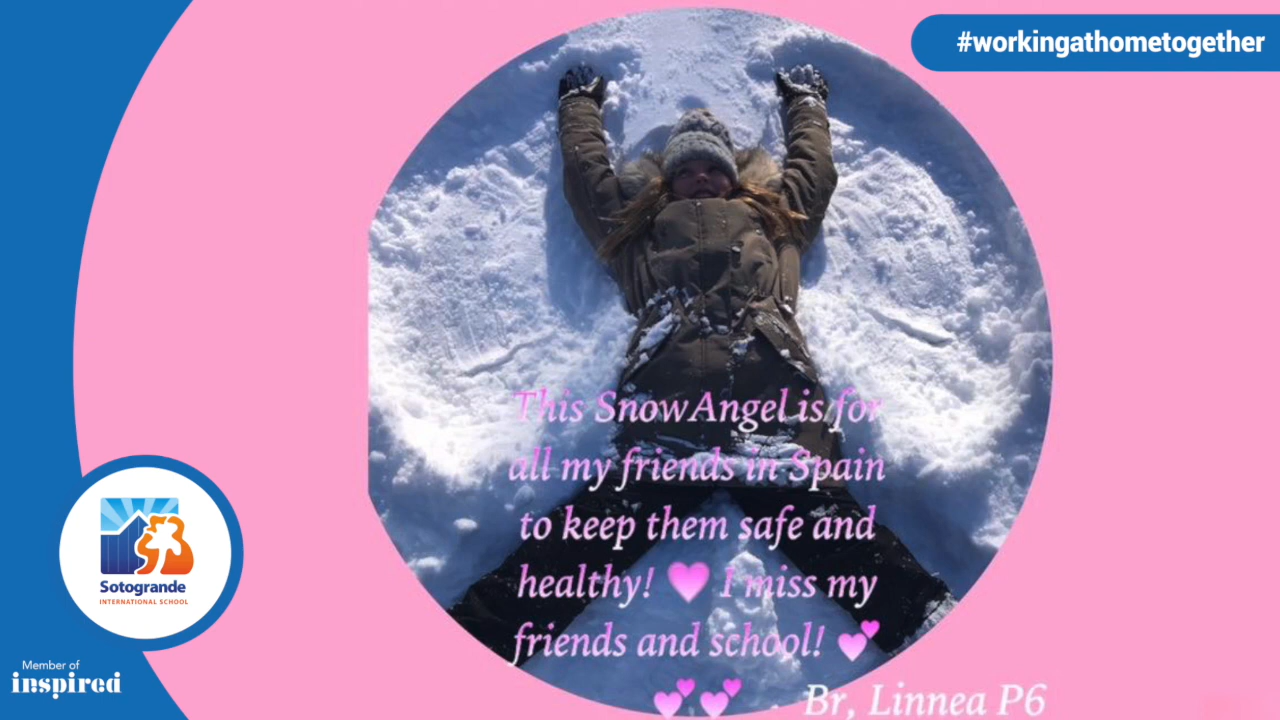 #workingathometogether
This SnowAngel is for
all my friends in Spain
to keep them safe and
healthy! 💗 I miss my
friends and school! 💕
💕💕 . Br, Linnea P6
Sotogrande
INTERNATIONAL SCHOOL
Member of
inspired